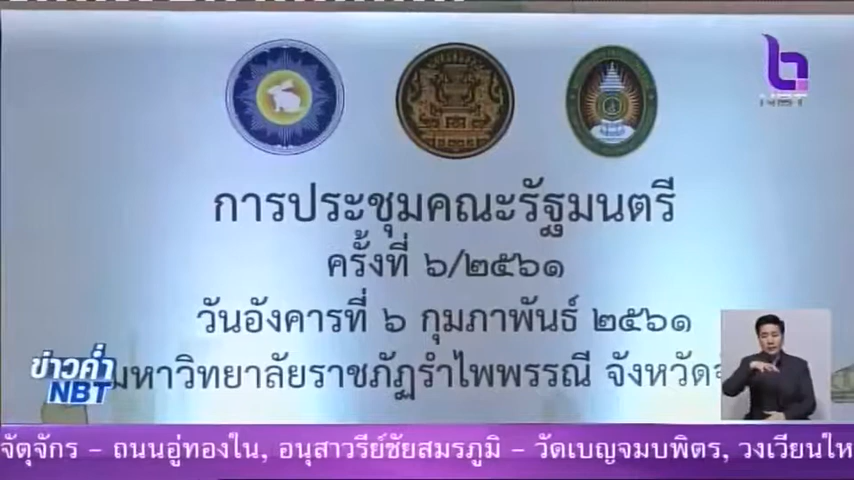 NBT
การประชุมคณะรัฐมนตรี
ครั้งที่ ๖/๒๕๖๑
วันอังคารที่ ๖ กุมภาพันธ์ ๒๕๖๑
มหาวิทยาลัยราชภัฏรำไพพรรณี จังหวัด
ข่าวค่ำ
NBT
จัตุจักร – ถนนอู่ทองใน, อนุสาวรีย์ชัยสมรภูมิ – วัดเบญจมบพิตร, วงเวียนให